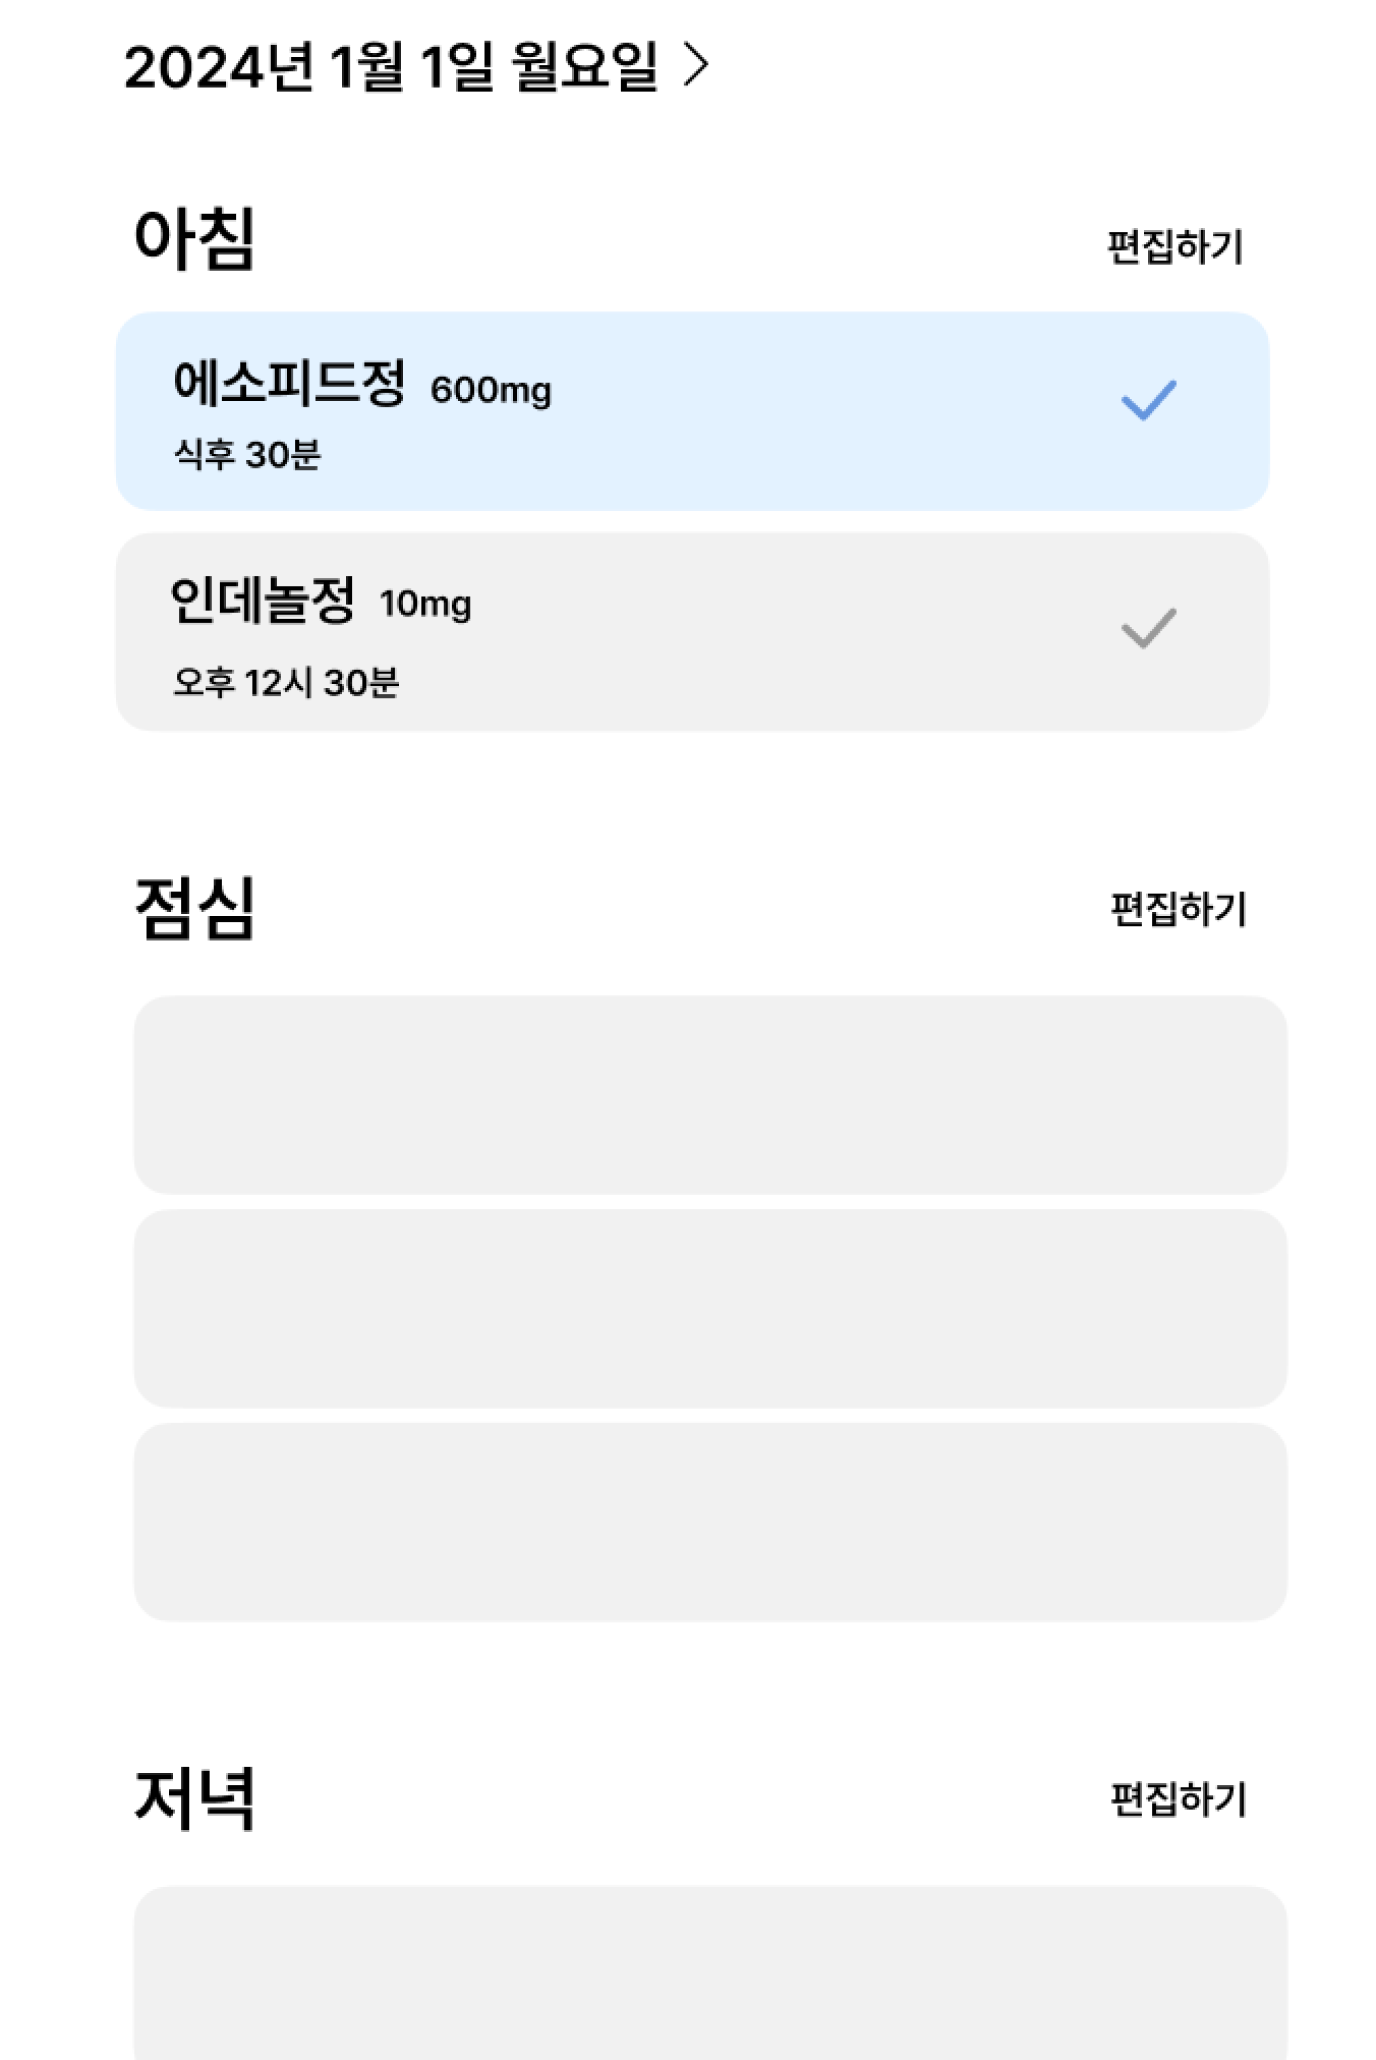 2024년 1월 1일 월요일
아침 편집하기
에소피드정 600mg
식후 30분
인데놀정 10mg
오후 12시 30분
점심 편집하기
저녁 편집하기